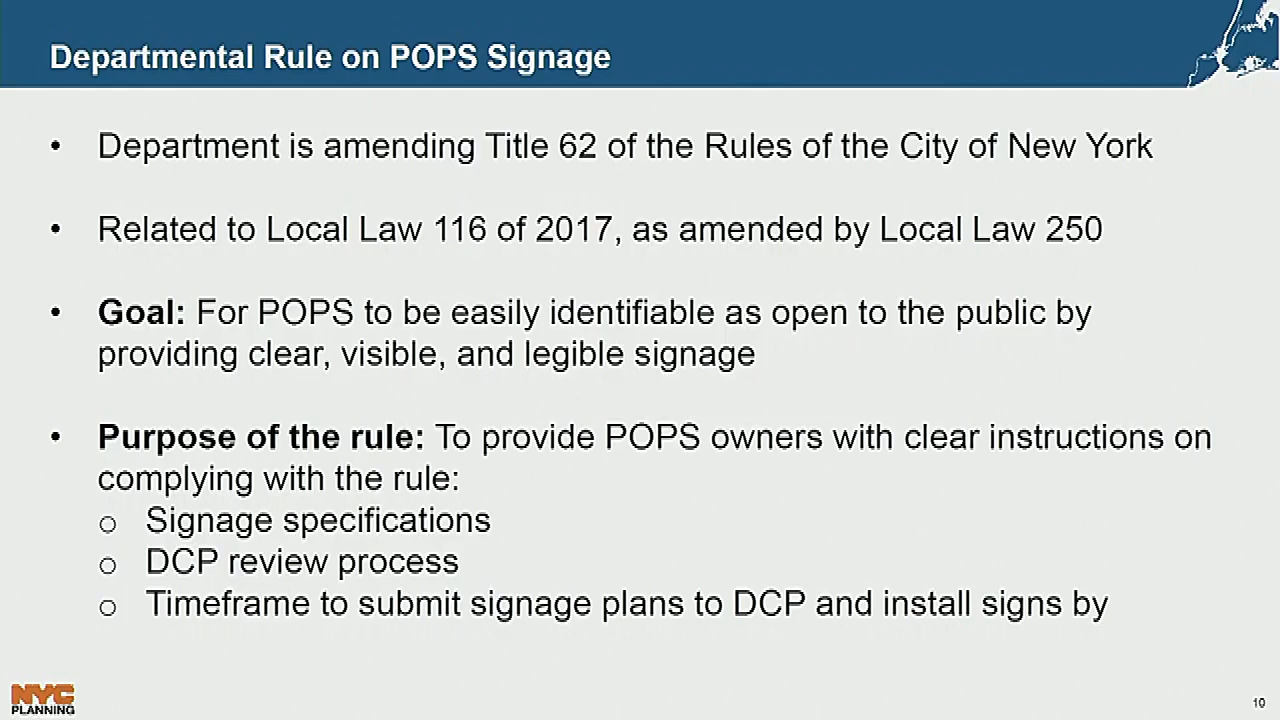 Departmental Rule on POPS Signage
• Department is amending Title 62 of the Rules of the City of New York
• Related to Local Law 116 of 2017, as amended by Local Law 250
• Goal: For POPS to be easily identifiable as open to the public by
providing clear, visible, and legible signage
• Purpose of the rule: To provide POPS owners with clear instructions on
complying with the rule:
o Signage specifications
o DCP review process
o Timeframe to submit signage plans to DCP and install signs by
NYC
PLANNING
10